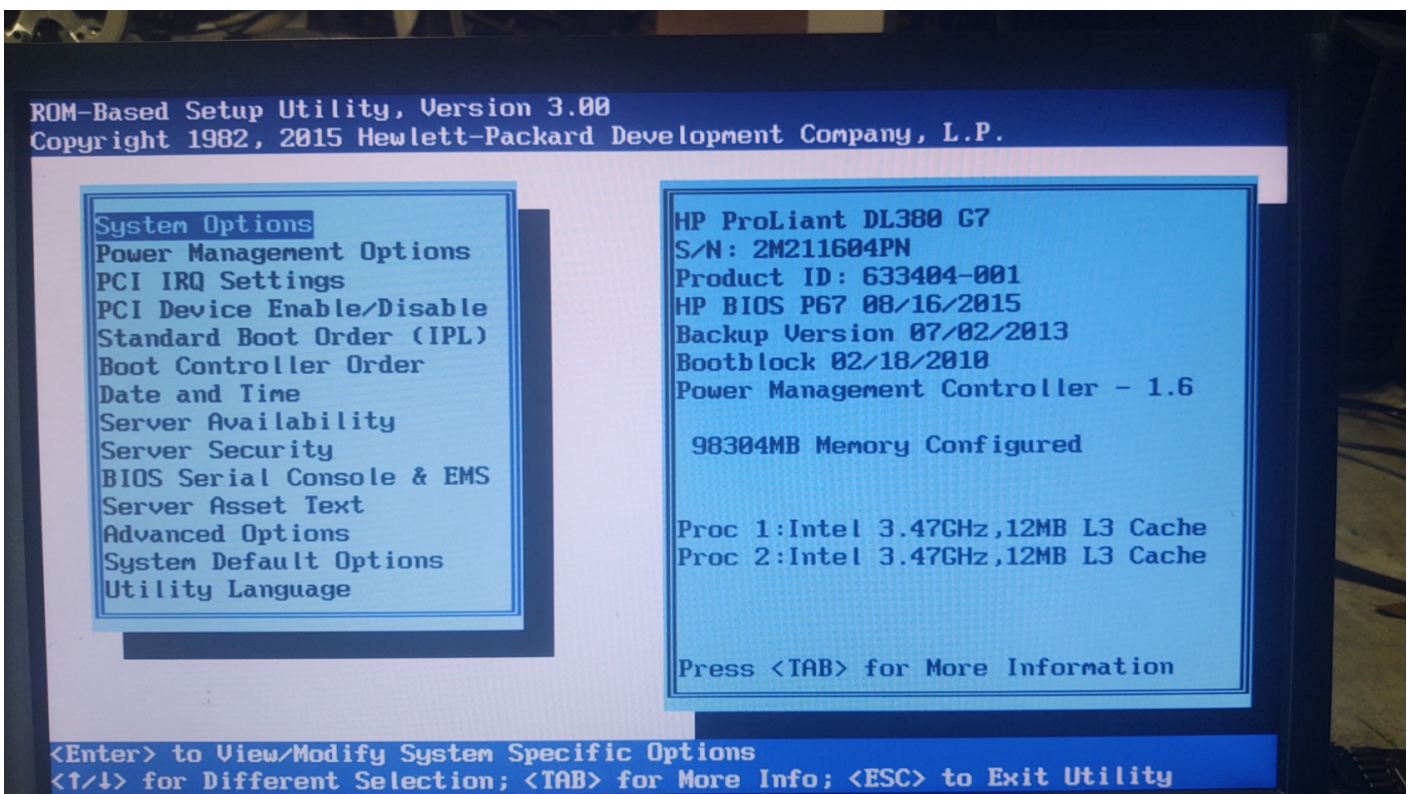 ROM-Based Setup Utility, Version 3.00
Copyright 1982, 2015 Hewlett-Packard Development Company, L.P.
System Options
Power Management Options
PCI IRQ Settings
PCI Device Enable/Disable
Standard Boot Order (IPL)
Boot Controller Order
Date and Time
Server Availability
Server Security
BIOS Serial Console & EMS
Server Asset Text
Advanced Options
System Default Options
Utility Language
HP ProLiant DL380 G7
S/N: 2M211604PN
Product ID: 633404-001
HP BIOS P67 08/16/2015
Backup Version 07/02/2013
Bootblock 02/18/2010
Power Management Controller - 1.6
98304MB Memory Configured
Proc 1:Intel 3.47GHz,12MB L3 Cache
Proc 2:Intel 3.47GHz,12MB L3 Cache
Press <TAB> for More Information
<Enter> to View/Modify System Specific Options
<↑/↓> for Different Selection; <TAB> for More Info; <ESC> to Exit Utility